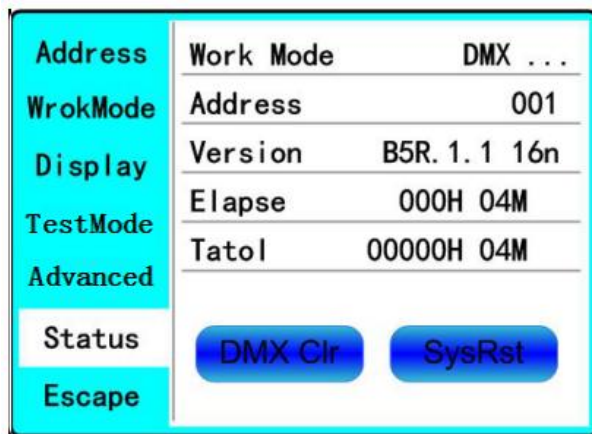 Address
WrokMode
Display
TestMode
Advanced
Status
Escape
Work Mode DMX ...
Address 001
Version B5R.1.1 16n
Elapse 000H 04M
Tatol 00000H 04M
DMX Clr SysRst